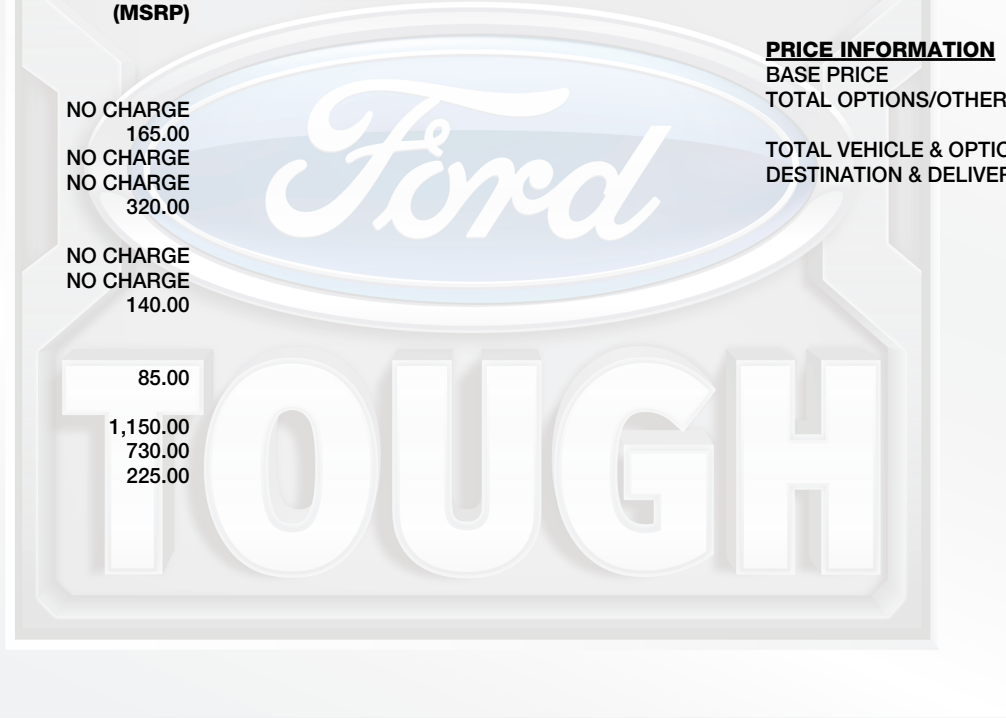 (MSRP)
NO CHARGE
165.00
NO CHARGE
NO CHARGE
320.00
NO CHARGE
NO CHARGE
140.00
85.00
1,150.00
730.00
225.00
PRICE INFORMATION
BASE PRICE
TOTAL OPTIONS/OTHER
TOTAL VEHICLE & OPTIO
DESTINATION & DELIVER
Ford
TOUGH